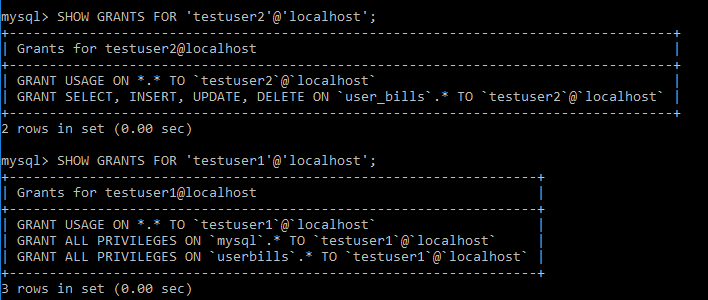 mysql> SHOW GRANTS FOR 'testuser2'@'localhost';
+-----------------------------------------------------------------------------------+
| Grants for testuser2@localhost                                                    |
+-----------------------------------------------------------------------------------+
| GRANT USAGE ON *.* TO `testuser2`@`localhost`                                     |
| GRANT SELECT, INSERT, UPDATE, DELETE ON `user_bills`.* TO `testuser2`@`localhost` |
+-----------------------------------------------------------------------------------+
2 rows in set (0.00 sec)
mysql> SHOW GRANTS FOR 'testuser1'@'localhost';
+------------------------------------------------------------------+
| Grants for testuser1@localhost                                   |
+------------------------------------------------------------------+
| GRANT USAGE ON *.* TO `testuser1`@`localhost`                    |
| GRANT ALL PRIVILEGES ON `mysql`.* TO `testuser1`@`localhost`     |
| GRANT ALL PRIVILEGES ON `userbills`.* TO `testuser1`@`localhost` |
+------------------------------------------------------------------+
3 rows in set (0.00 sec)